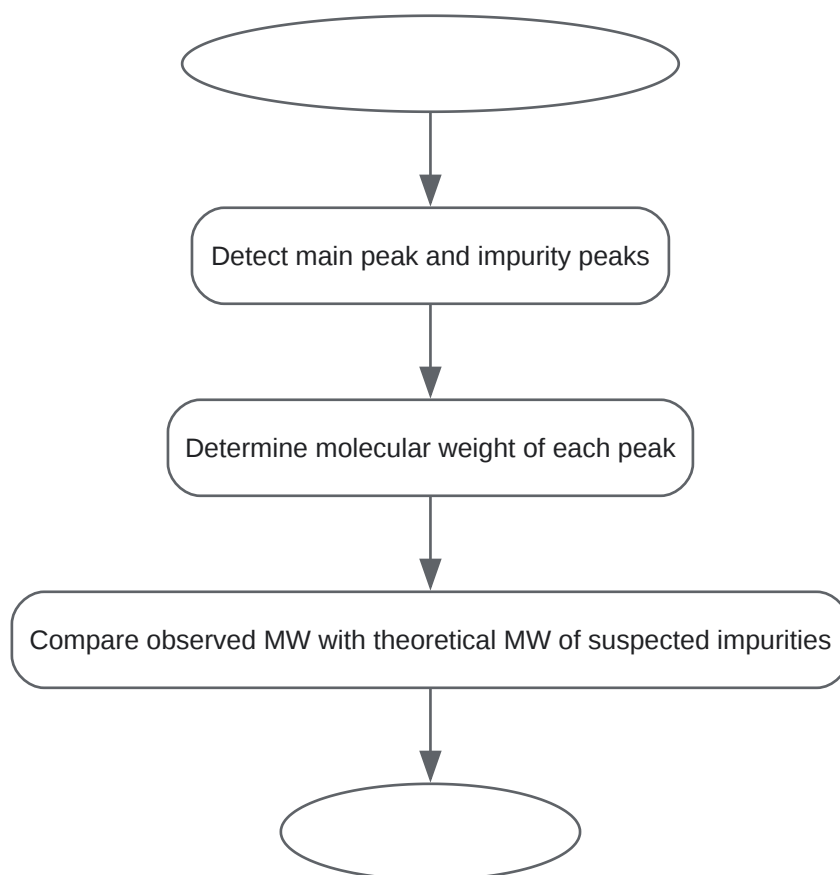 Detect main peak and impurity peaks
Determine molecular weight of each peak
Compare observed MW with theoretical MW of suspected impurities